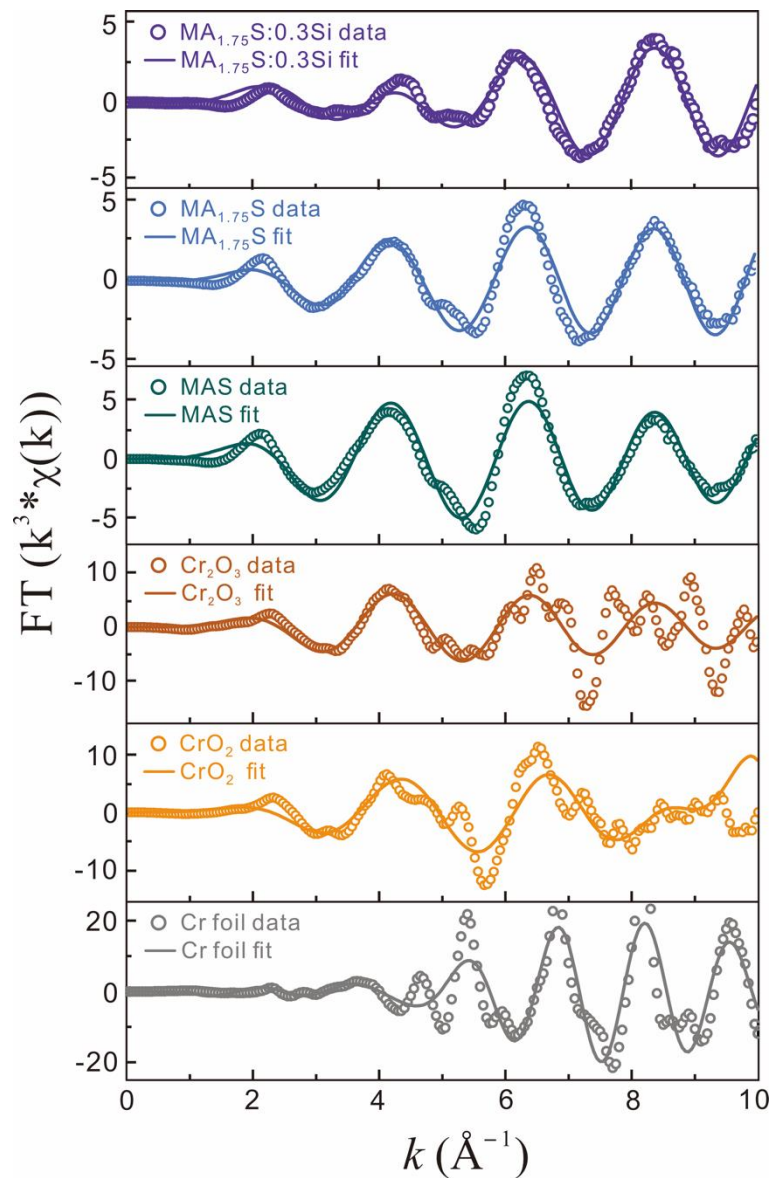 5
0
-5
MA₁.₇₅S:0.3Si data
MA₁.₇₅S:0.3Si fit
5
0
-5
MA₁.₇₅S data
MA₁.₇₅S fit
5
0
-5
MAS data
MAS fit
10
0
-10
Cr₂O₃ data
Cr₂O₃ fit
10
0
-10
CrO₂ data
CrO₂ fit
20
0
-20
Cr foil data
Cr foil fit
FT (k³*χ(k))
0 2 4 6 8 10
k (Å⁻¹)